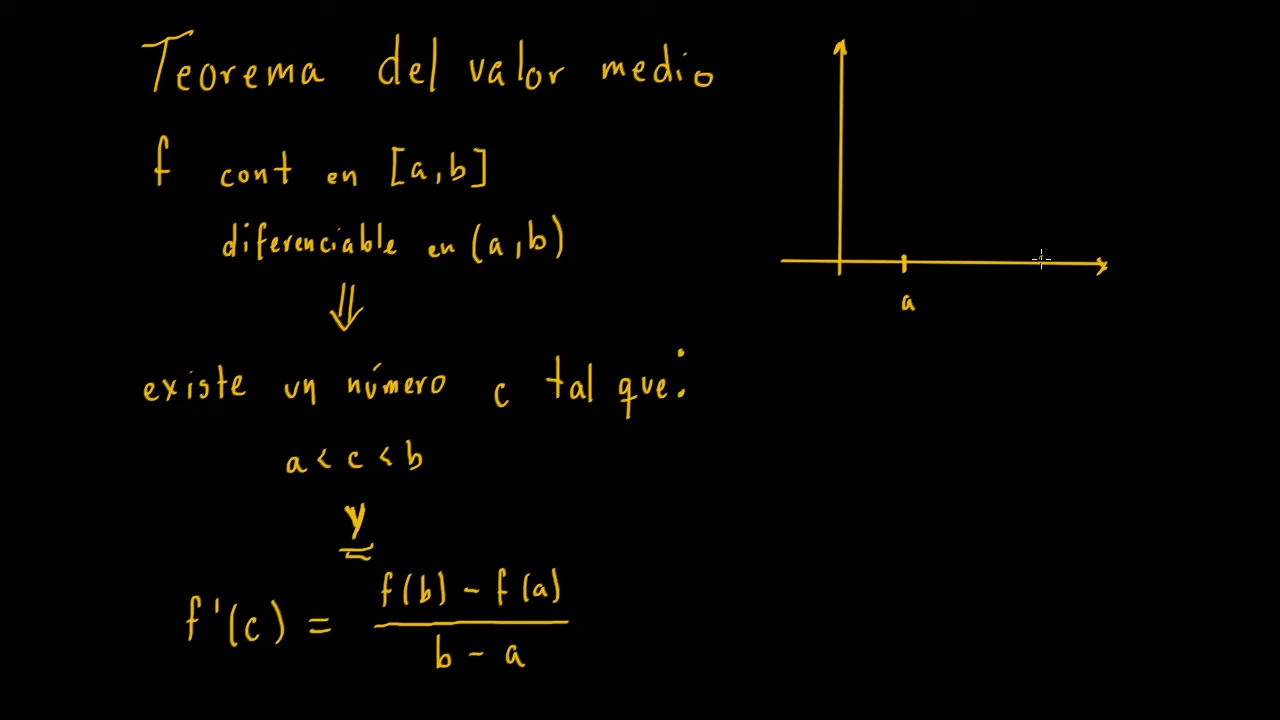 Teorema del valor medio
f cont en [a,b]
diferenciable en (a,b)
⇓
existe un número c tal que:
a < c < b
y
f'(c) = f(b) - f(a)
b - a
a